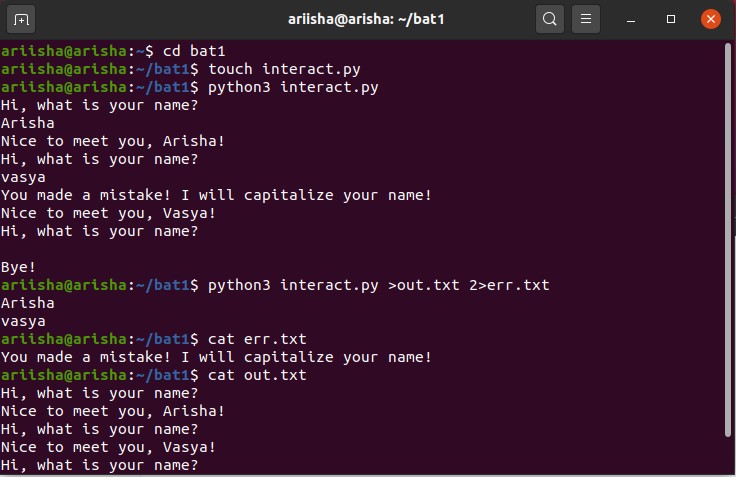 ariisha@arisha: ~/bat1
ariisha@arisha:~$ cd bat1
ariisha@arisha:~/bat1$ touch interact.py
ariisha@arisha:~/bat1$ python3 interact.py
Hi, what is your name?
Arisha
Nice to meet you, Arisha!
Hi, what is your name?
vasya
You made a mistake! I will capitalize your name!
Nice to meet you, Vasya!
Hi, what is your name?
Bye!
ariisha@arisha:~/bat1$ python3 interact.py >out.txt 2>err.txt
Arisha
vasya
ariisha@arisha:~/bat1$ cat err.txt
You made a mistake! I will capitalize your name!
ariisha@arisha:~/bat1$ cat out.txt
Hi, what is your name?
Nice to meet you, Arisha!
Hi, what is your name?
Nice to meet you, Vasya!
Hi, what is your name?